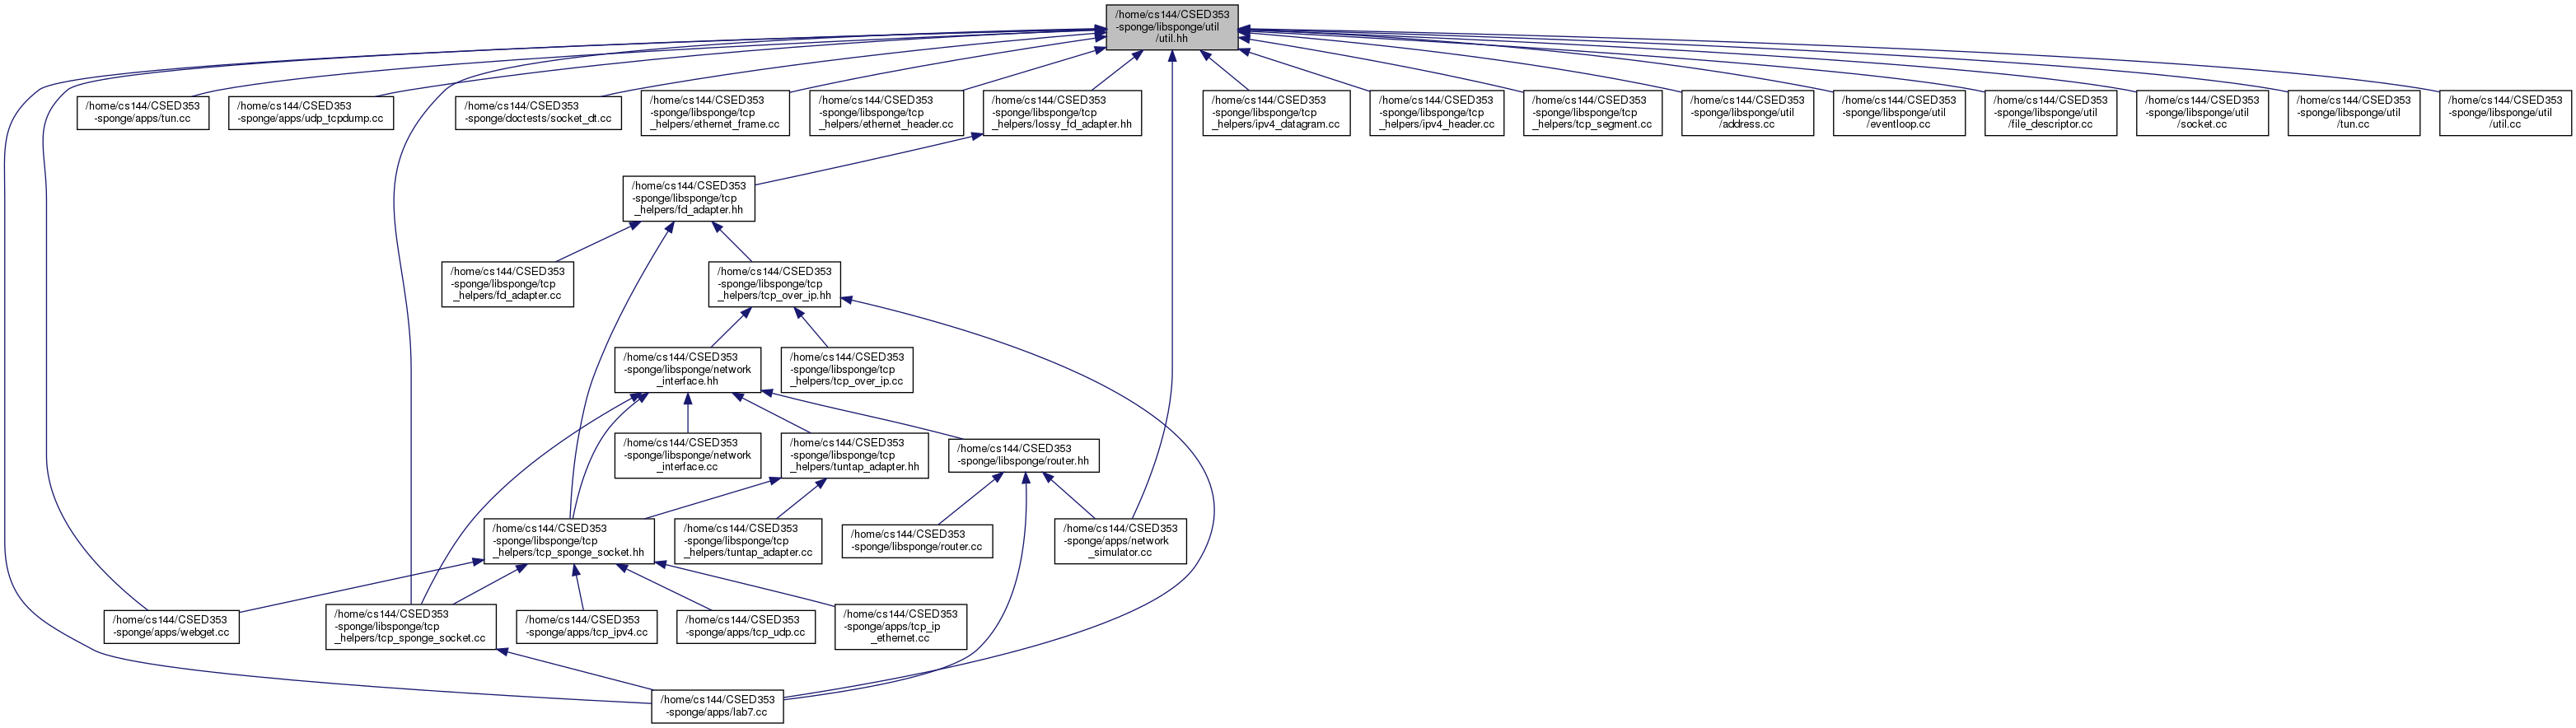 /home/cs144/CSED353
-sponge/libsponge/util
/util.hh
/home/cs144/CSED353
-sponge/apps/tun.cc
/home/cs144/CSED353
-sponge/apps/udp_tcpdump.cc
/home/cs144/CSED353
-sponge/doctests/socket_dt.cc
/home/cs144/CSED353
-sponge/libsponge/tcp
_helpers/ethernet_frame.cc
/home/cs144/CSED353
-sponge/libsponge/tcp
_helpers/ethernet_header.cc
/home/cs144/CSED353
-sponge/libsponge/tcp
_helpers/lossy_fd_adapter.hh
/home/cs144/CSED353
-sponge/libsponge/tcp
_helpers/ipv4_datagram.cc
/home/cs144/CSED353
-sponge/libsponge/tcp
_helpers/ipv4_header.cc
/home/cs144/CSED353
-sponge/libsponge/tcp
_helpers/tcp_segment.cc
/home/cs144/CSED353
-sponge/libsponge/util
/address.cc
/home/cs144/CSED353
-sponge/libsponge/util
/eventloop.cc
/home/cs144/CSED353
-sponge/libsponge/util
/file_descriptor.cc
/home/cs144/CSED353
-sponge/libsponge/util
/socket.cc
/home/cs144/CSED353
-sponge/libsponge/util
/tun.cc
/home/cs144/CSED353
-sponge/libsponge/util
/util.cc
/home/cs144/CSED353
-sponge/libsponge/tcp
_helpers/fd_adapter.hh
/home/cs144/CSED353
-sponge/libsponge/tcp
_helpers/fd_adapter.cc
/home/cs144/CSED353
-sponge/libsponge/tcp
_helpers/tcp_over_ip.hh
/home/cs144/CSED353
-sponge/libsponge/network
_interface.hh
/home/cs144/CSED353
-sponge/libsponge/tcp
_helpers/tcp_over_ip.cc
/home/cs144/CSED353
-sponge/libsponge/network
_interface.cc
/home/cs144/CSED353
-sponge/libsponge/tcp
_helpers/tuntap_adapter.hh
/home/cs144/CSED353
-sponge/libsponge/router.hh
/home/cs144/CSED353
-sponge/libsponge/tcp
_helpers/tcp_sponge_socket.hh
/home/cs144/CSED353
-sponge/libsponge/tcp
_helpers/tuntap_adapter.cc
/home/cs144/CSED353
-sponge/libsponge/router.cc
/home/cs144/CSED353
-sponge/apps/network
_simulator.cc
/home/cs144/CSED353
-sponge/apps/webget.cc
/home/cs144/CSED353
-sponge/libsponge/tcp
_helpers/tcp_sponge_socket.cc
/home/cs144/CSED353
-sponge/apps/tcp_ipv4.cc
/home/cs144/CSED353
-sponge/apps/tcp_udp.cc
/home/cs144/CSED353
-sponge/apps/tcp_ip
_ethernet.cc
/home/cs144/CSED353
-sponge/apps/lab7.cc